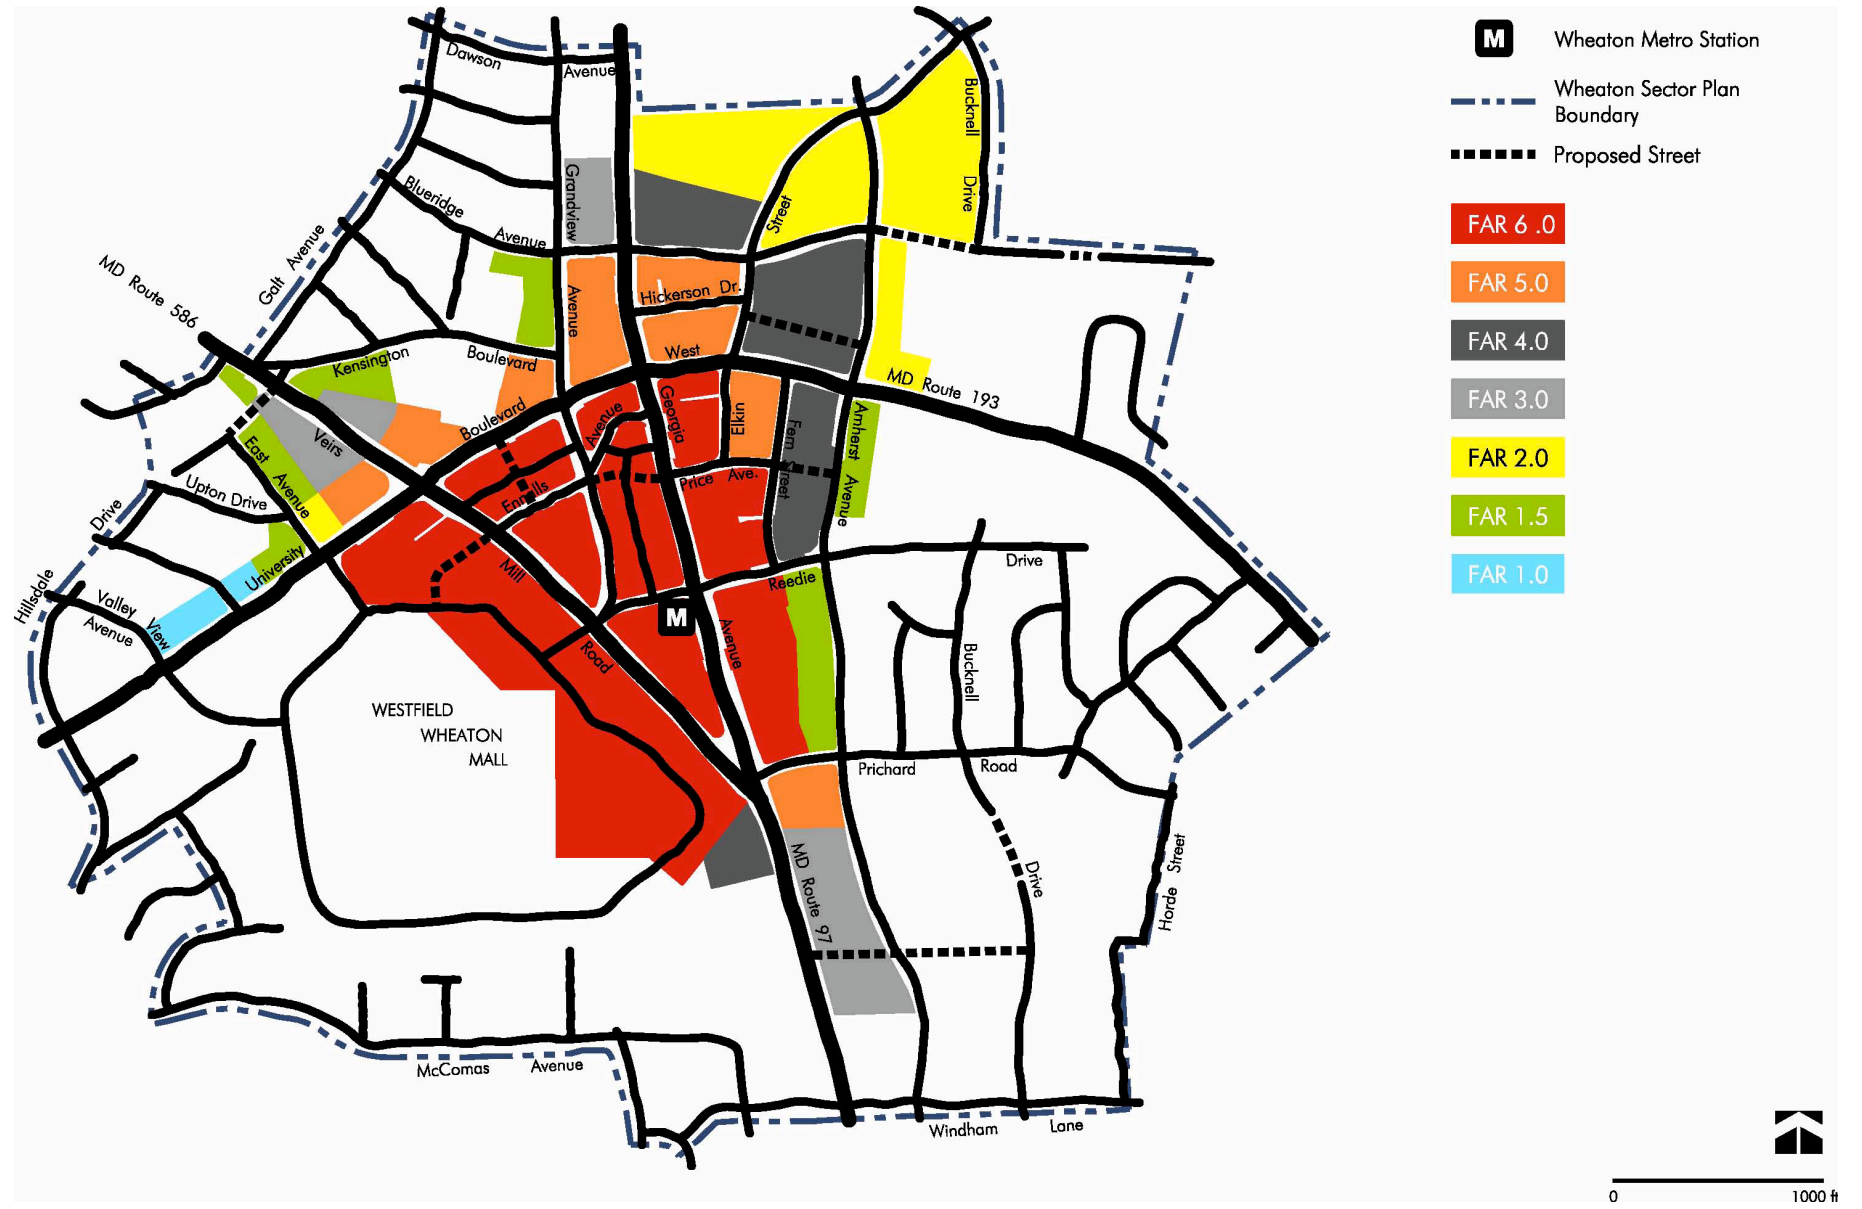 Dawson
Avenue
Bucknell
Drive
Grandview
Avenue
Blueridge
Avenue
Street
Galt Avenue
MD Route 586
Hickerson Dr.
Kensington
Boulevard
West
MD Route 193
Veirs
Boulevard
Avenue
Georgia
Elkin
Fern Street
Amherst Avenue
East
Avenue
Upton Drive
Ennalls
Price Ave.
Drive
University
Mill
Reedie
Drive
Hillsdale
Valley
View
Avenue
M
Road
Avenue
Bucknell
WESTFIELD
WHEATON
MALL
Prichard
Road
MD Route 97
Drive
Horde Street
McComas
Avenue
Windham
Lane
M
Wheaton Metro Station
Wheaton Sector Plan
Boundary
Proposed Street
FAR 6 .0
FAR 5.0
FAR 4.0
FAR 3.0
FAR 2.0
FAR 1.5
FAR 1.0
0
1000 ft